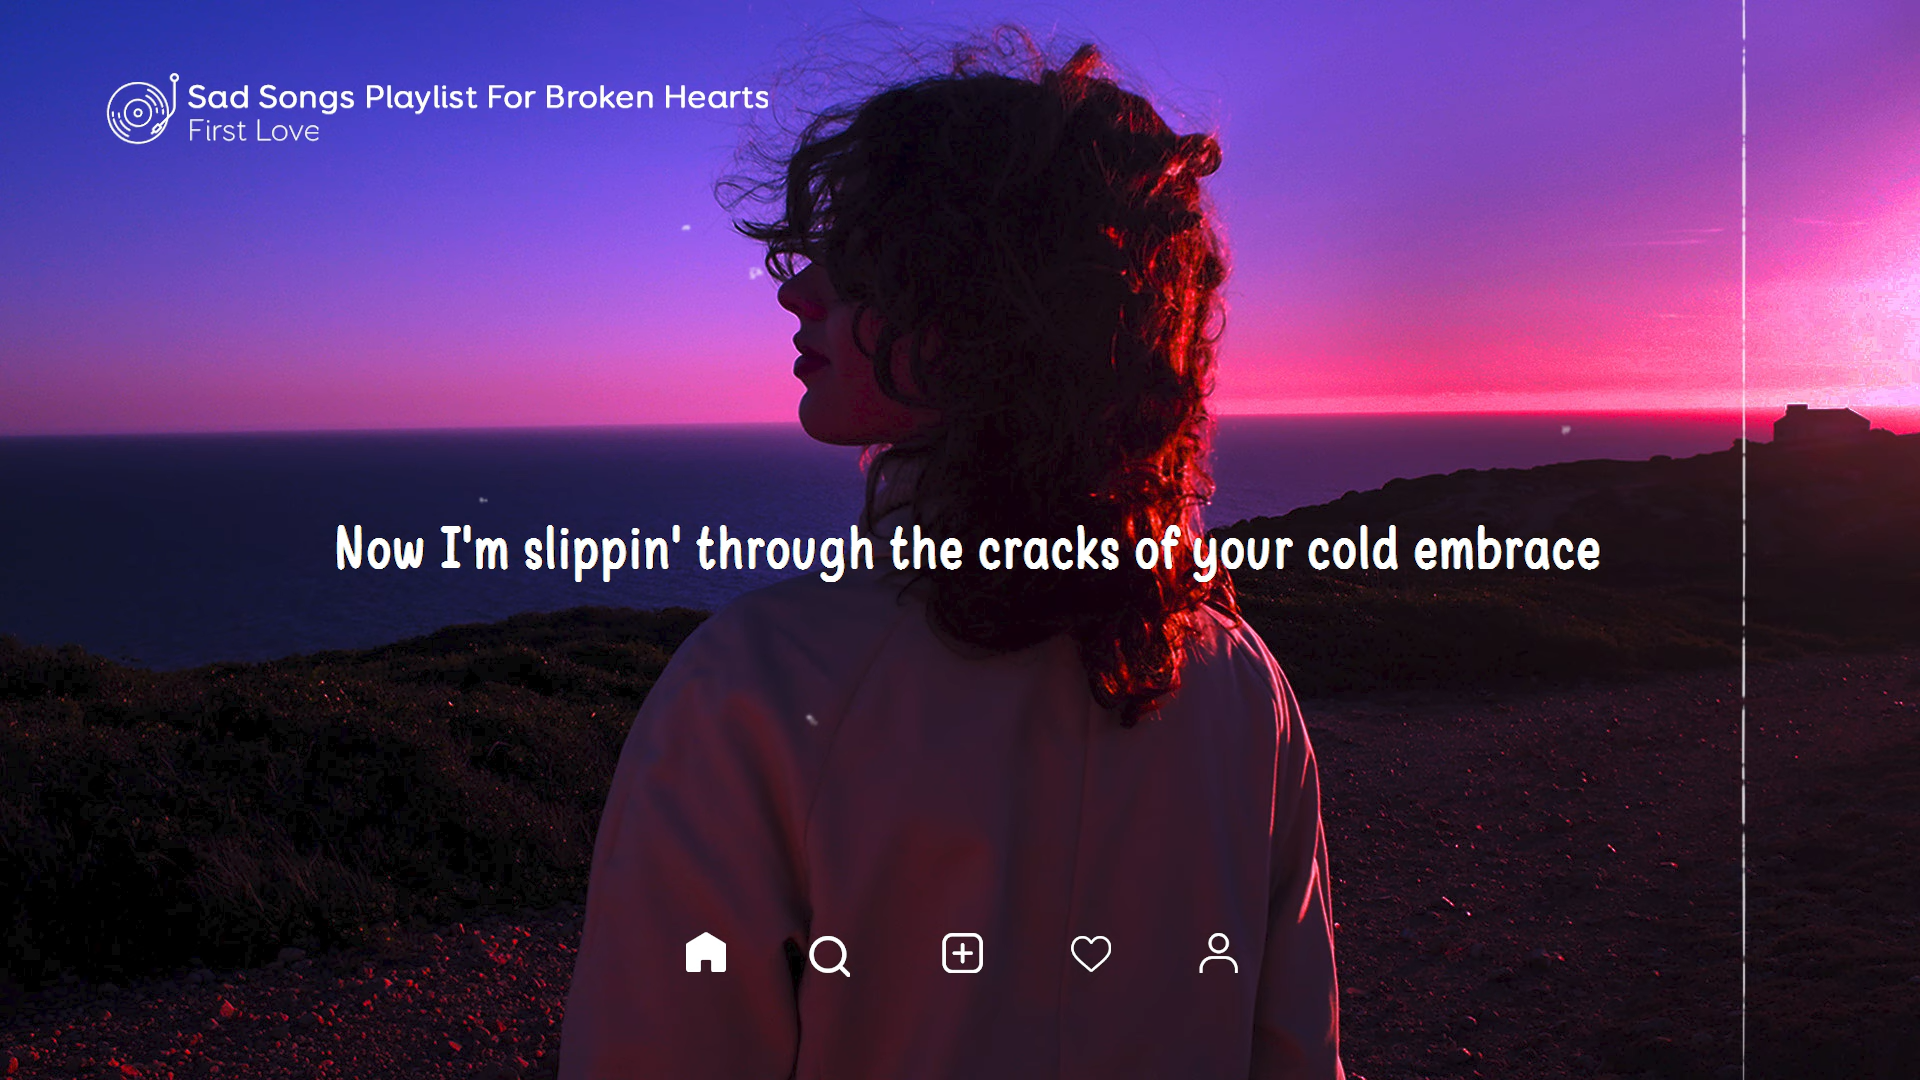 Sad Songs Playlist For Broken Hearts
First Love
Now I'm slippin' through the cracks of your cold embrace